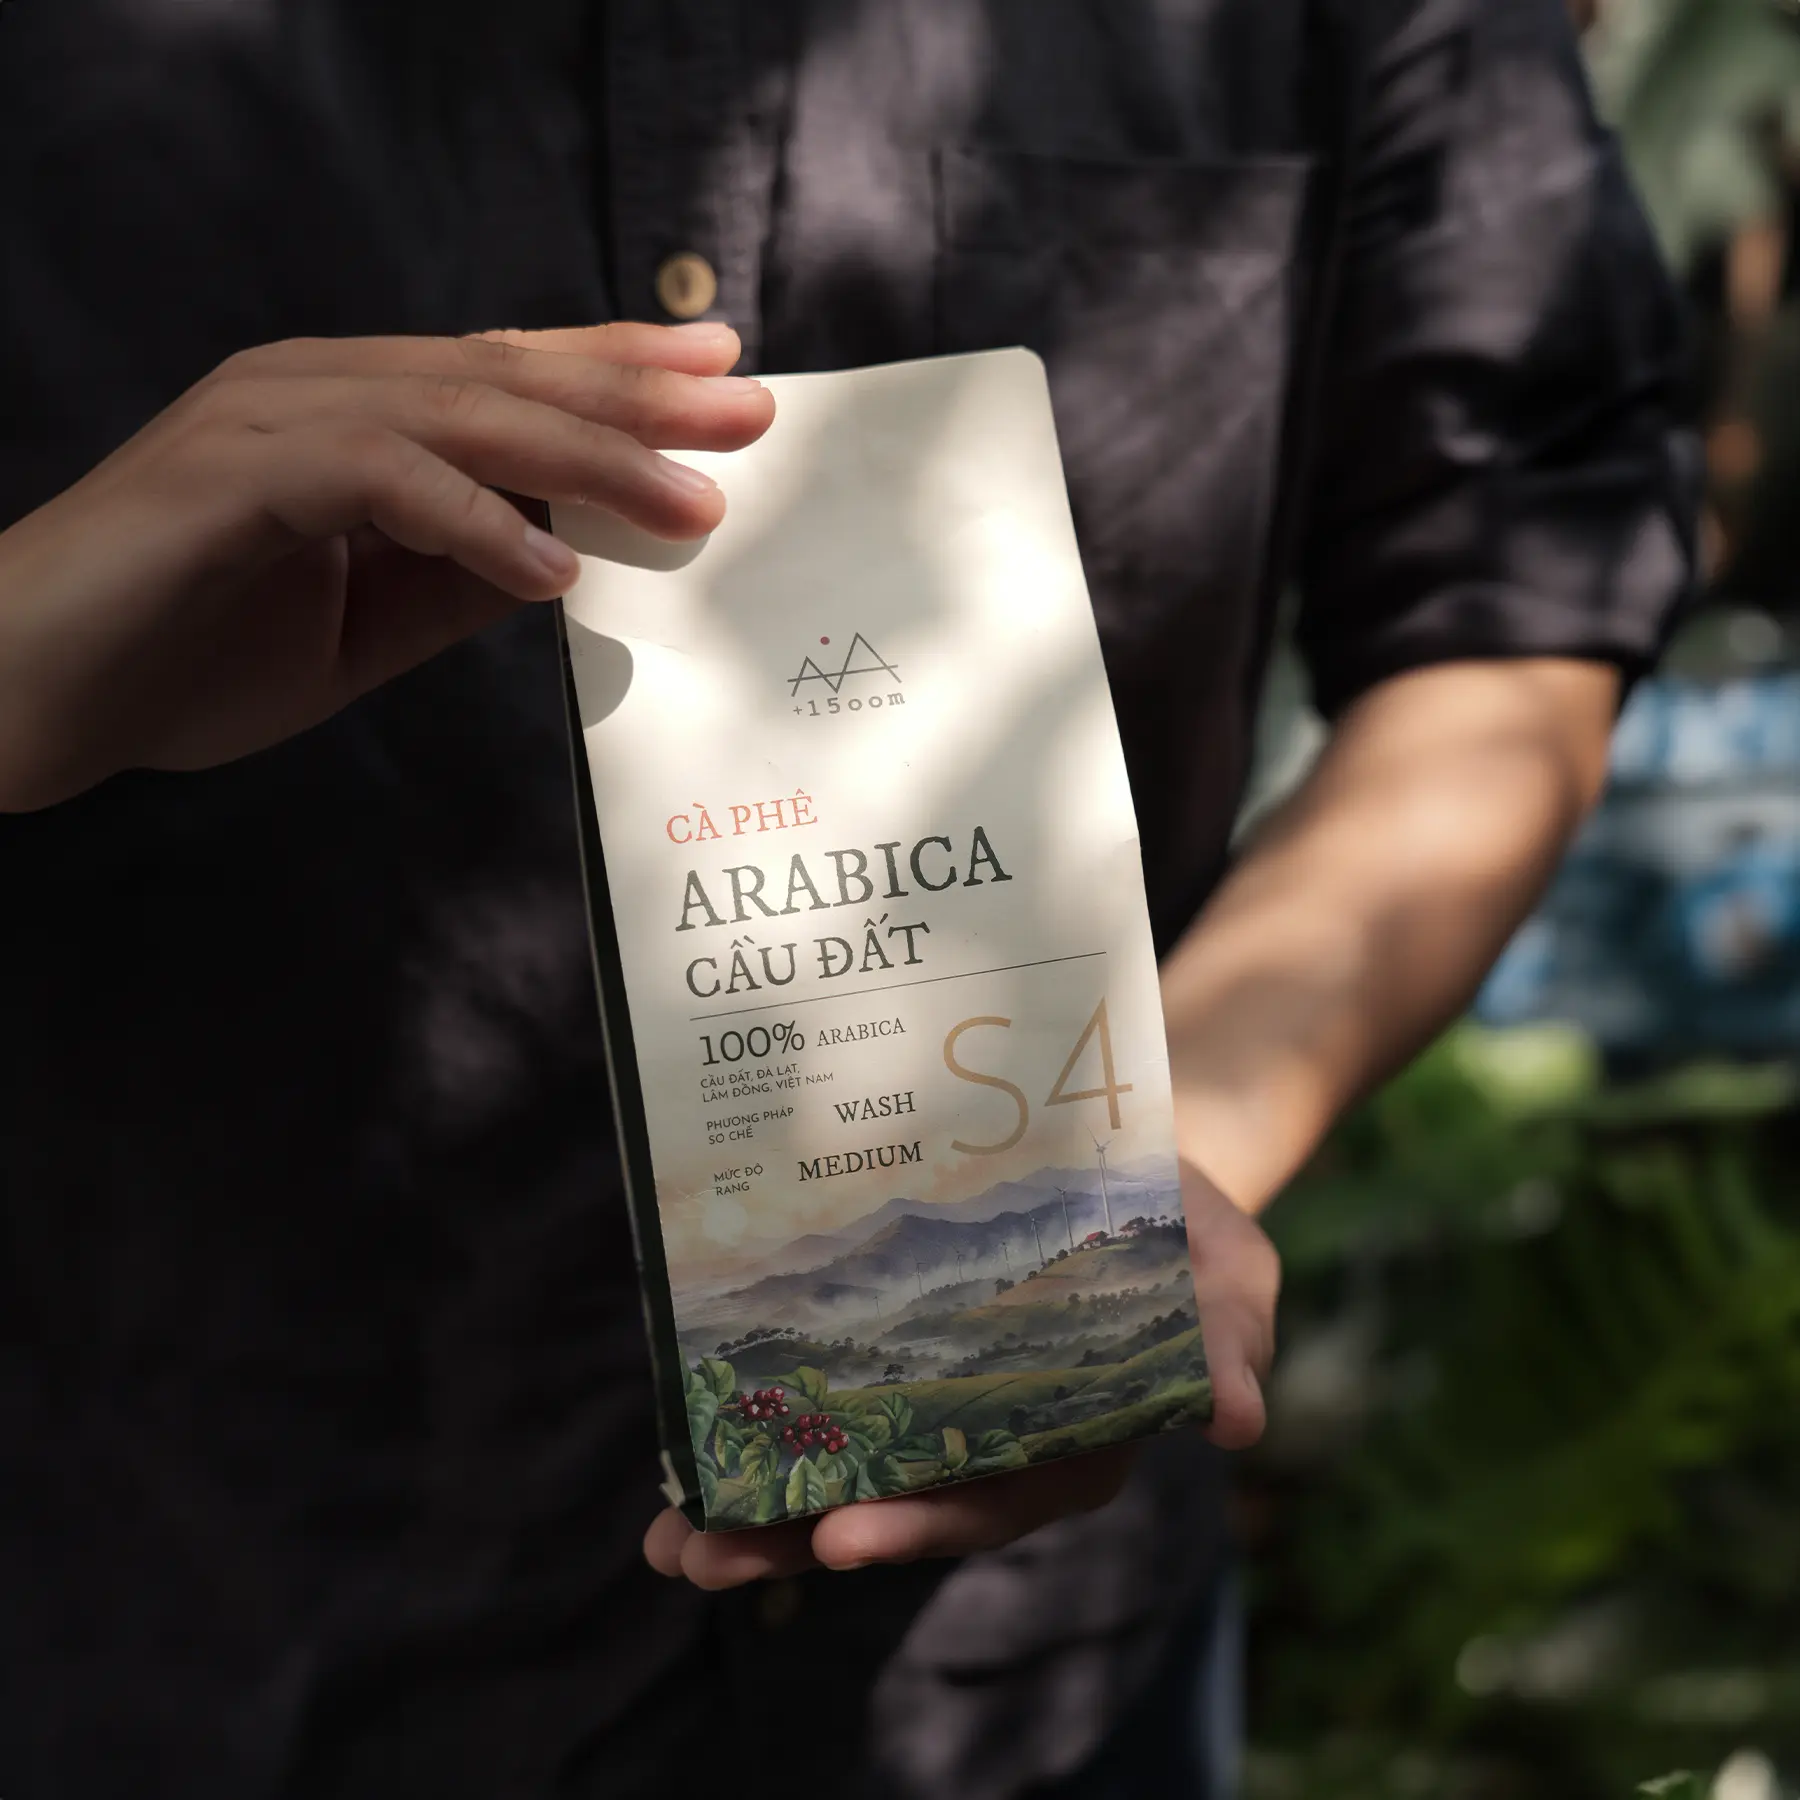 +15oom
CÀ PHÊ
ARABICA
CẦU ĐẤT
100% ARABICA
CẦU ĐẤT, ĐÀ LẠT,
LÂM ĐỒNG, VIỆT NAM
PHƯƠNG PHÁP
SƠ CHẾ
WASH
MỨC ĐỘ
RANG
MEDIUM
S4